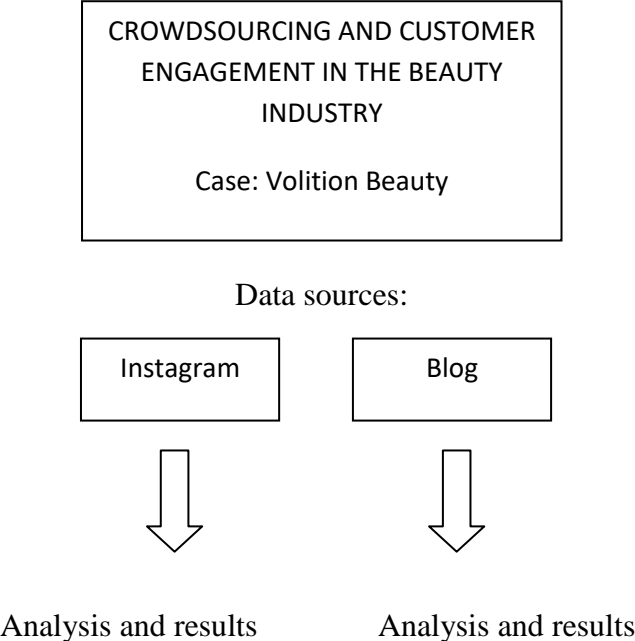 CROWDSOURCING AND CUSTOMER
ENGAGEMENT IN THE BEAUTY
INDUSTRY
Case: Volition Beauty
Data sources:
Instagram
Blog
Analysis and results
Analysis and results